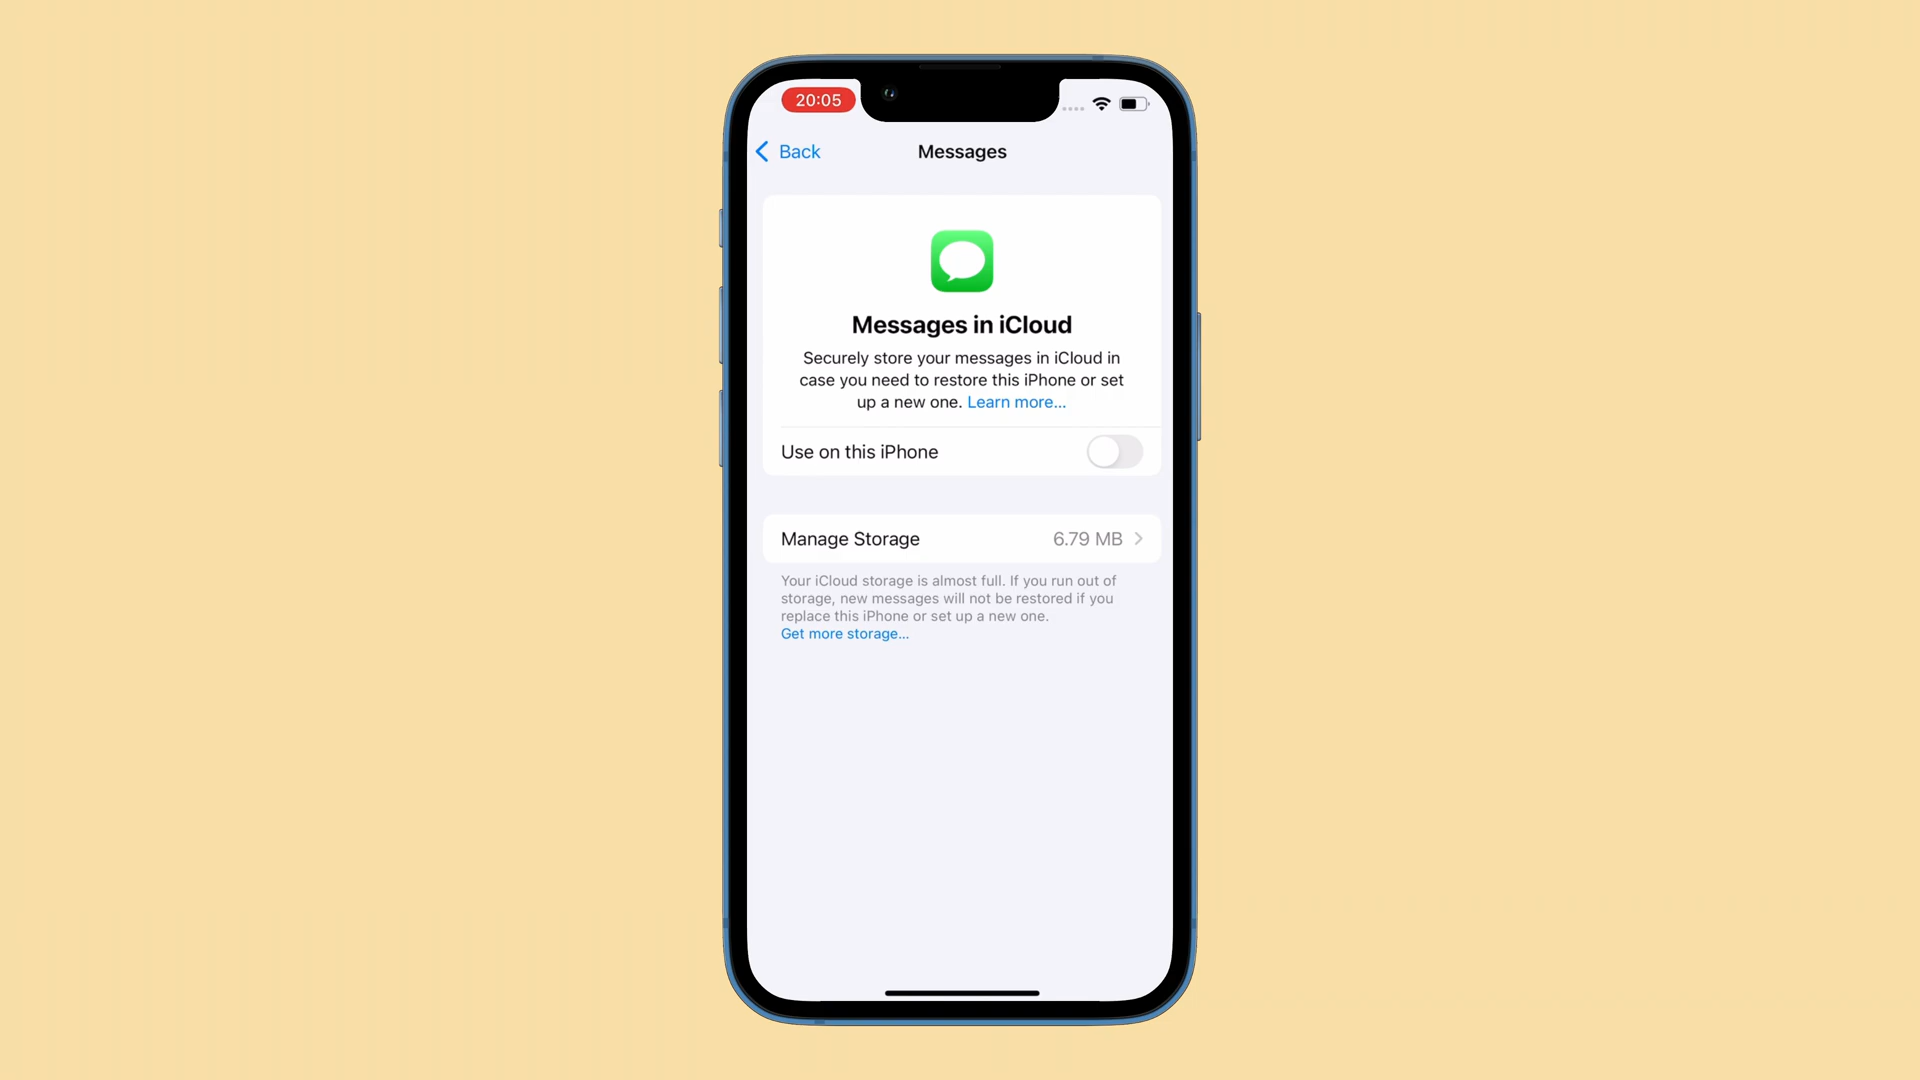 20:05
Back
Messages
Messages in iCloud
Securely store your messages in iCloud in
case you need to restore this iPhone or set
up a new one. Learn more...
Use on this iPhone
Manage Storage 6.79 MB
Your iCloud storage is almost full. If you run out of
storage, new messages will not be restored if you
replace this iPhone or set up a new one.
Get more storage...